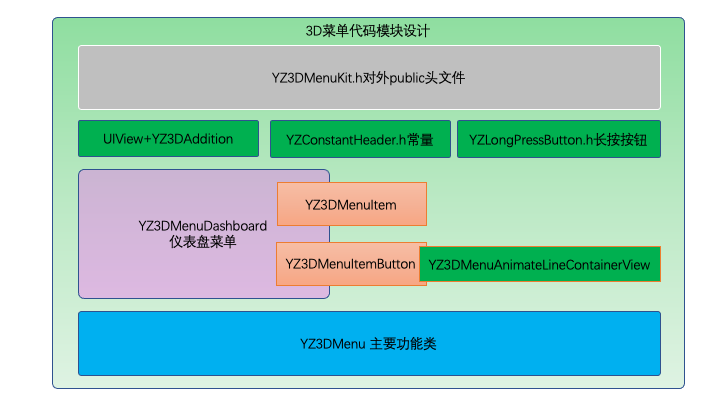 3D菜单代码模块设计
YZ3DMenuKit.h对外public头文件
UIView+YZ3DAddition
YZConstantHeader.h常量
YZLongPressButton.h长按按钮
YZ3DMenuDashboard
仪表盘菜单
YZ3DMenuItem
YZ3DMenuItemButton
YZ3DMenuAnimateLineContainerView
YZ3DMenu 主要功能类